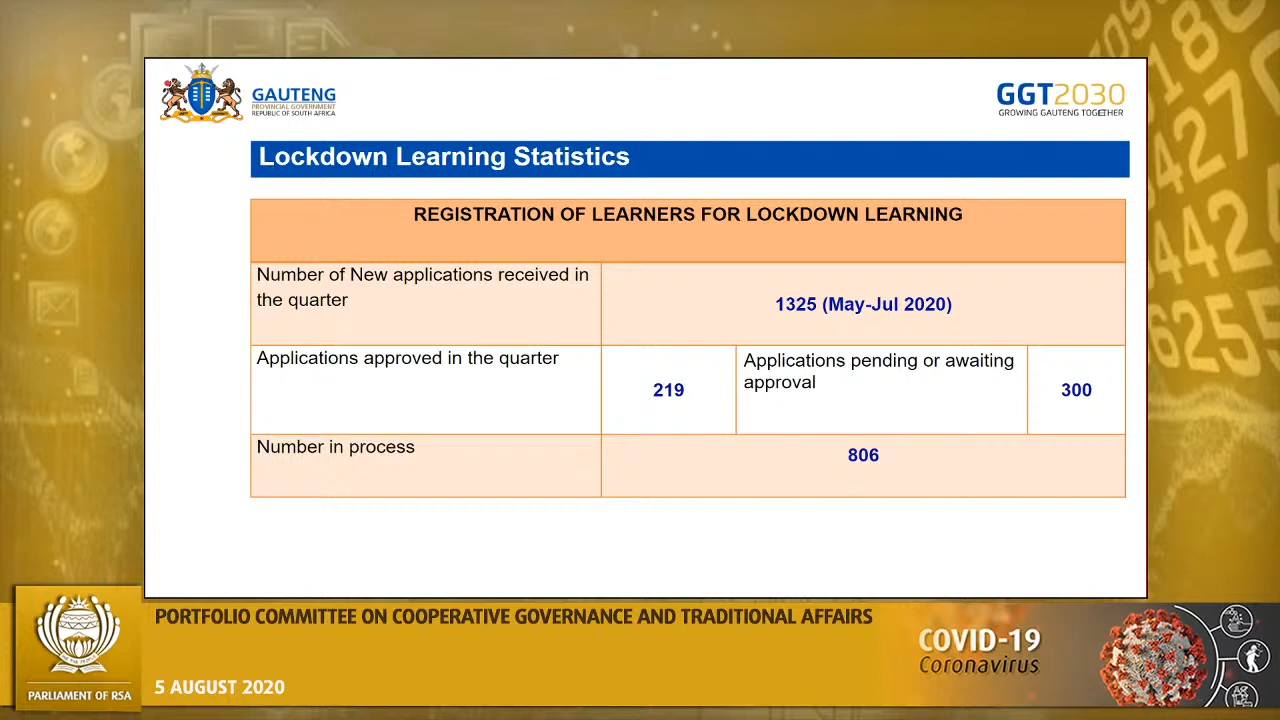 GAUTENG
PROVINCIAL GOVERNMENT
REPUBLIC OF SOUTH AFRICA
GGT2030
GROWING GAUTENG TOGETHER
Lockdown Learning Statistics
REGISTRATION OF LEARNERS FOR LOCKDOWN LEARNING
Number of New applications received in
the quarter
1325 (May-Jul 2020)
Applications approved in the quarter
219
Applications pending or awaiting
approval
300
Number in process
806
PORTFOLIO COMMITTEE ON COOPERATIVE GOVERNANCE AND TRADITIONAL AFFAIRS
5 AUGUST 2020
PARLIAMENT OF RSA
COVID-19
Coronavirus